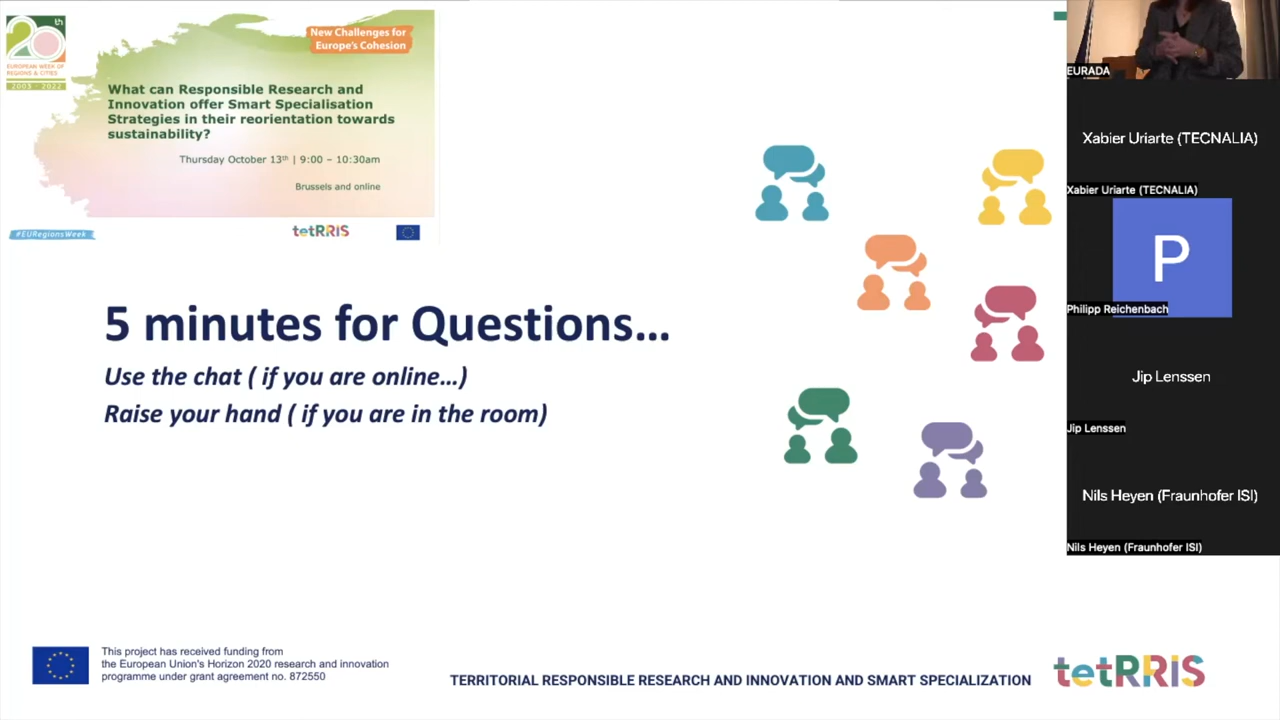 20th
EUROPEAN WEEK OF
REGIONS & CITIES
2003 - 2022
New Challenges for
Europe's Cohesion
What can Responsible Research and
Innovation offer Smart Specialisation
Strategies in their reorientation towards
sustainability?
Thursday October 13th | 9:00 – 10:30am
Brussels and online
#EURegionsWeek
tetRRIS
5 minutes for Questions…
Use the chat ( if you are online…)
Raise your hand ( if you are in the room)
EURADA
Xabier Uriarte (TECNALIA)
Xabier Uriarte (TECNALIA)
P
Philipp Reichenbach
Jip Lenssen
Jip Lenssen
Nils Heyen (Fraunhofer ISI)
Nils Heyen (Fraunhofer ISI)
This project has received funding from
the European Union's Horizon 2020 research and innovation
programme under grant agreement no. 872550
TERRITORIAL RESPONSIBLE RESEARCH AND INNOVATION AND SMART SPECIALIZATION
tetRRIS